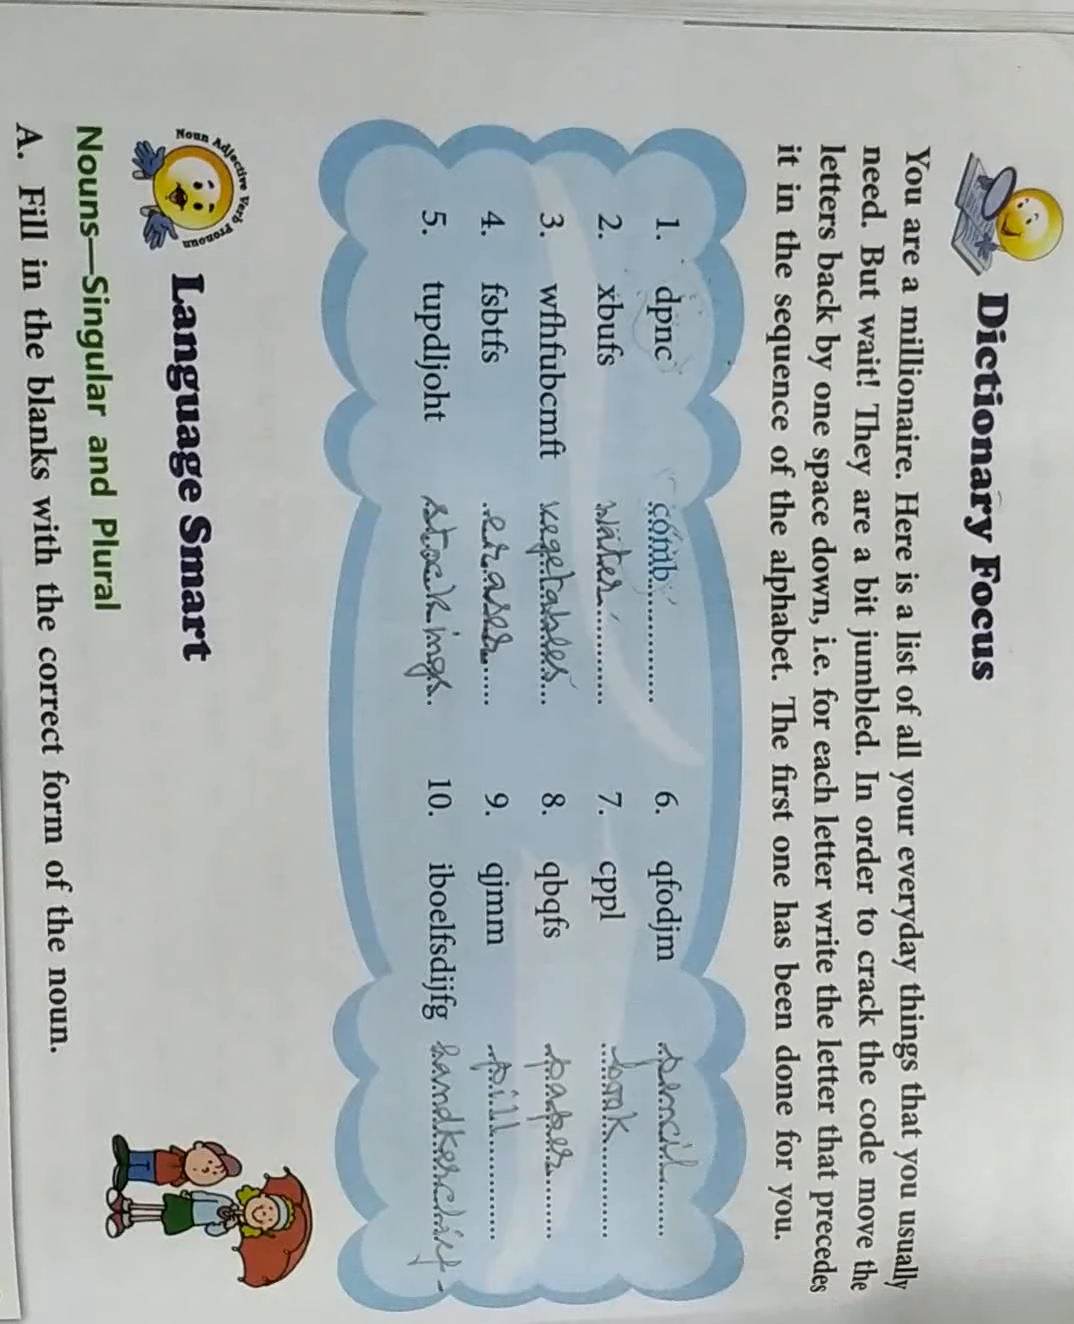 Dictionary Focus
You are a millionaire. Here is a list of all your everyday things that you usually
need. But wait! They are a bit jumbled. In order to crack the code move the
letters back by one space down, i.e. for each letter write the letter that precedes
it in the sequence of the alphabet. The first one has been done for you.
1. dpnc comb 6. qfodjm pencil
2. xbufs water 7. cppl book
3. wfhfubcmft vegetables 8. qbqfs paper
4. fsbtfs eraser 9. qjmm pill
5. tupdljoht stockings. 10. iboelfsdijfg handkerchief
Noun Adjective Verb Pronoun
Language Smart
Nouns—Singular and Plural
A. Fill in the blanks with the correct form of the noun.